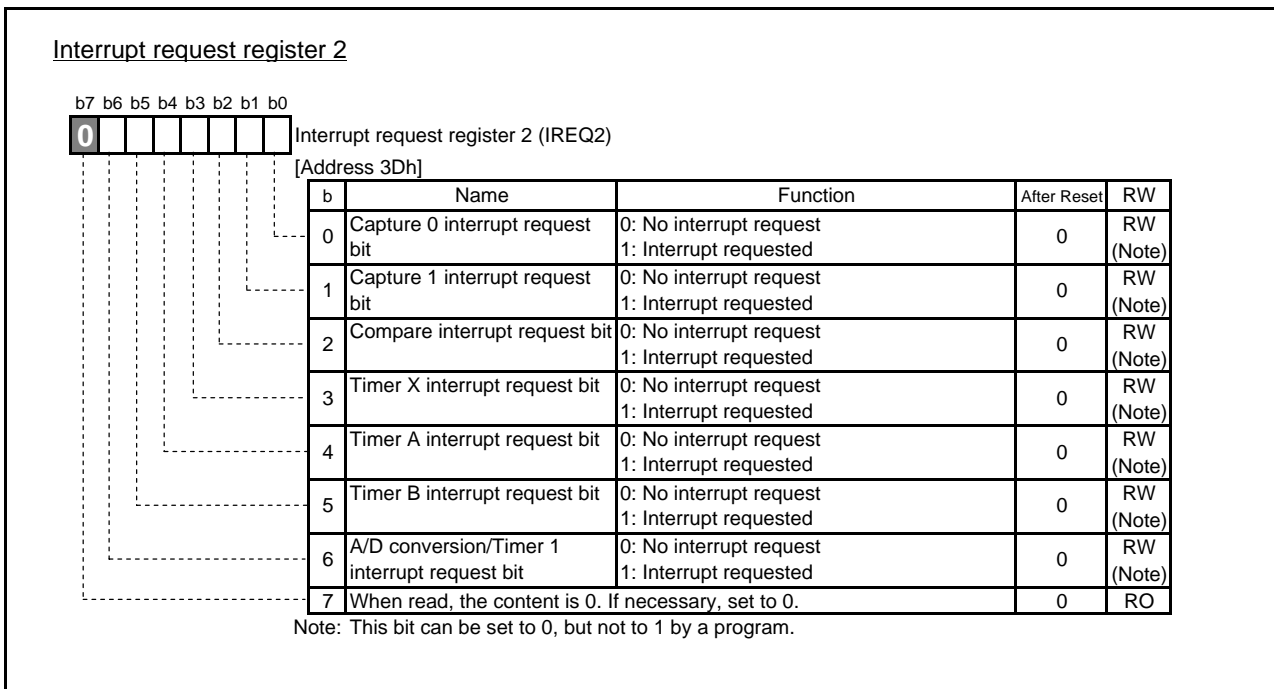 Interrupt request register 2
b7 b6 b5 b4 b3 b2 b1 b0
0
Interrupt request register 2 (IREQ2)
[Address 3Dh]
b Name Function After Reset RW
0 Capture 0 interrupt request bit 0: No interrupt request 1: Interrupt requested 0 RW (Note)
1 Capture 1 interrupt request bit 0: No interrupt request 1: Interrupt requested 0 RW (Note)
2 Compare interrupt request bit 0: No interrupt request 1: Interrupt requested 0 RW (Note)
3 Timer X interrupt request bit 0: No interrupt request 1: Interrupt requested 0 RW (Note)
4 Timer A interrupt request bit 0: No interrupt request 1: Interrupt requested 0 RW (Note)
5 Timer B interrupt request bit 0: No interrupt request 1: Interrupt requested 0 RW (Note)
6 A/D conversion/Timer 1 interrupt request bit 0: No interrupt request 1: Interrupt requested 0 RW (Note)
7 When read, the content is 0. If necessary, set to 0. 0 RO
Note: This bit can be set to 0, but not to 1 by a program.